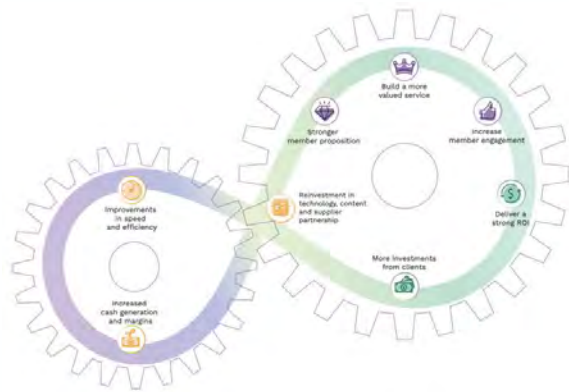 Build a more
valued service
Stronger
member proposition
Increase
member engagement
Reinvestment in
technology, content
and supplier
partnership
Deliver a
strong ROI
More investments
from clients
Improvements
in speed
and efficiency
Increased
cash generation
and margins